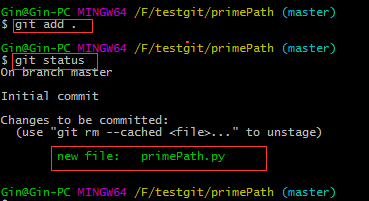 Gin@Gin-PC MINGW64 /F/testgit/primePath (master)
$ git add .
Gin@Gin-PC MINGW64 /F/testgit/primePath (master)
$ git status
On branch master
Initial commit
Changes to be committed:
(use "git rm --cached <file>..." to unstage)
new file: primePath.py
Gin@Gin-PC MINGW64 /F/testgit/primePath (master)